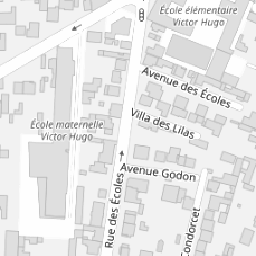 École élémentaire
Victor Hugo
Avenue des Écoles
Villa des Lilas
École maternelle
Victor Hugo
Avenue Godon
Rue des Écoles
Condorcet